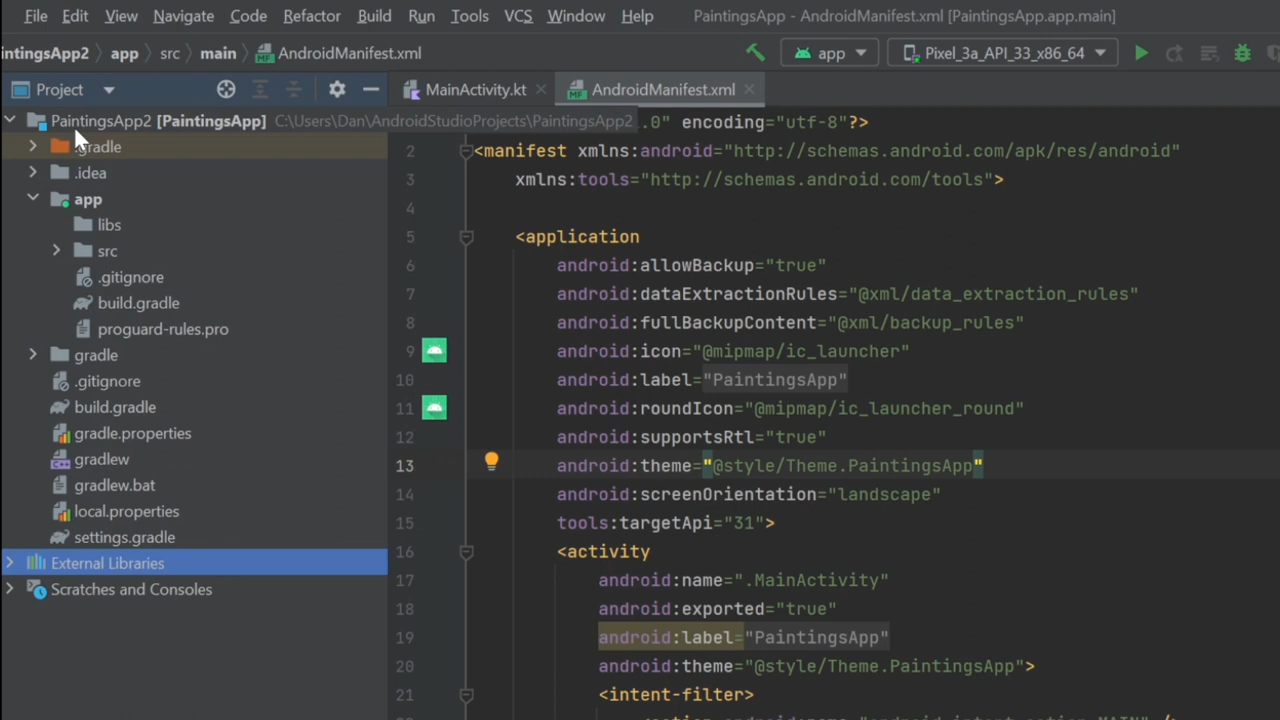 File Edit View Navigate Code Refactor Build Run Tools VCS Window Help PaintingsApp - AndroidManifest.xml [PaintingsApp.app.main]
intingsApp2 app src main AndroidManifest.xml app Pixel_3a_API_33_x86_64
Project MainActivity.kt AndroidManifest.xml
PaintingsApp2 [PaintingsApp] C:\Users\Dan\AndroidStudioProjects\PaintingsApp2
.gradle
.idea
app
libs
src
.gitignore
build.gradle
proguard-rules.pro
gradle
.gitignore
build.gradle
gradle.properties
gradlew
gradlew.bat
local.properties
settings.gradle
External Libraries
Scratches and Consoles
.0" encoding="utf-8"?>
2 <manifest xmlns:android="http://schemas.android.com/apk/res/android"
3 xmlns:tools="http://schemas.android.com/tools">
4
5 <application
6 android:allowBackup="true"
7 android:dataExtractionRules="@xml/data_extraction_rules"
8 android:fullBackupContent="@xml/backup_rules"
9 android:icon="@mipmap/ic_launcher"
10 android:label="PaintingsApp"
11 android:roundIcon="@mipmap/ic_launcher_round"
12 android:supportsRtl="true"
13 android:theme="@style/Theme.PaintingsApp"
14 android:screenOrientation="landscape"
15 tools:targetApi="31">
16 <activity
17 android:name=".MainActivity"
18 android:exported="true"
19 android:label="PaintingsApp"
20 android:theme="@style/Theme.PaintingsApp">
21 <intent-filter>